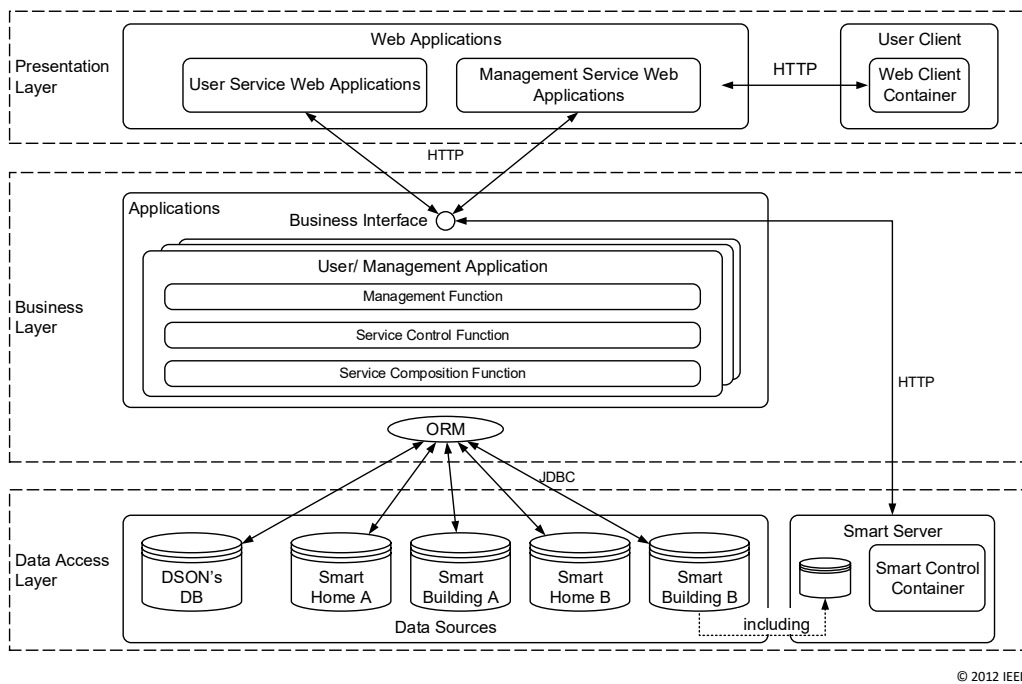 Presentation
Layer
Web Applications
User Service Web Applications
Management Service Web
Applications
HTTP
User Client
Web Client
Container
HTTP
Business
Layer
Applications
Business Interface
User/ Management Application
Management Function
Service Control Function
Service Composition Function
HTTP
ORM
JDBC
Data Access
Layer
DSON's
DB
Smart
Home A
Smart
Building A
Smart
Home B
Smart
Building B
Data Sources
including
Smart Server
Smart Control
Container
© 2012 IEE